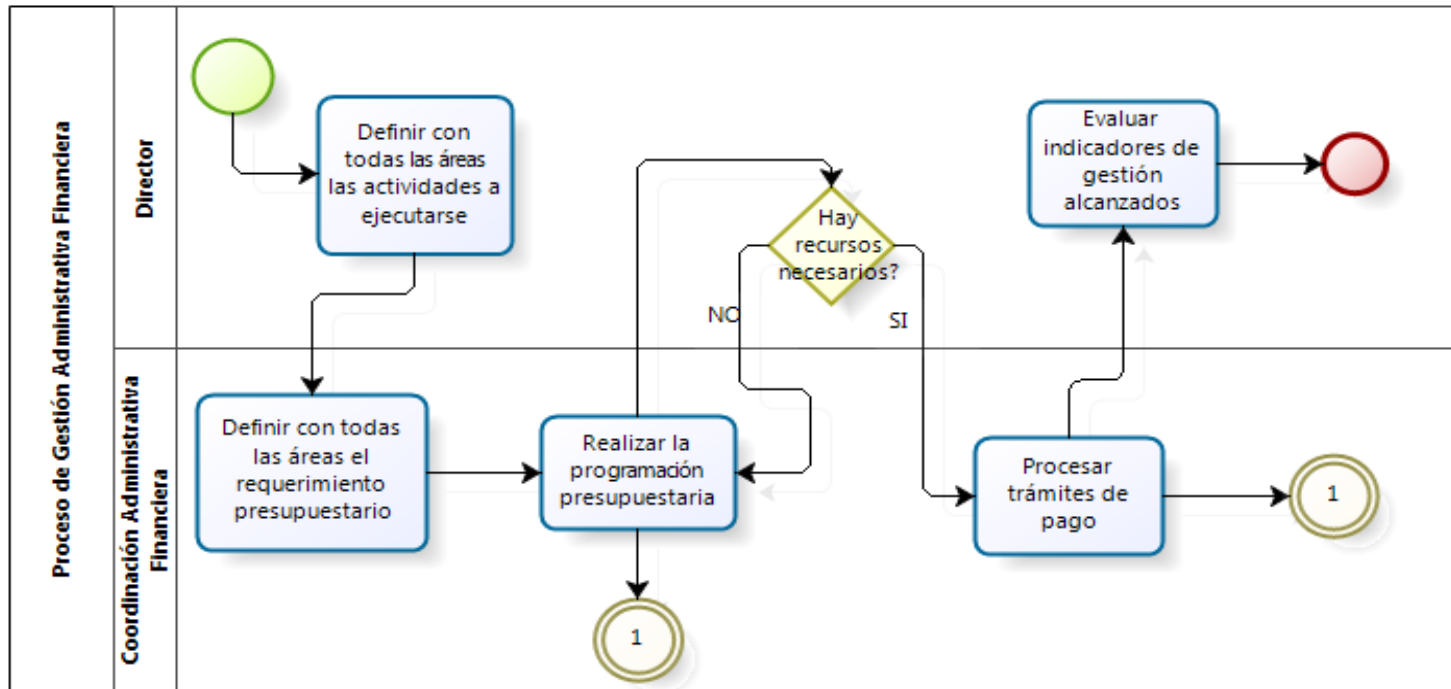 Proceso de Gestión Administrativa Financiera
Director
Definir con
todas las áreas
las actividades a
ejecutarse
Hay
recursos
necesarios?
NO
SI
Evaluar
indicadores de
gestión
alcanzados
Coordinación Administrativa
Financiera
Definir con todas
las áreas el
requerimiento
presupuestario
Realizar la
programación
presupuestaria
1
Procesar
trámites de
pago
1